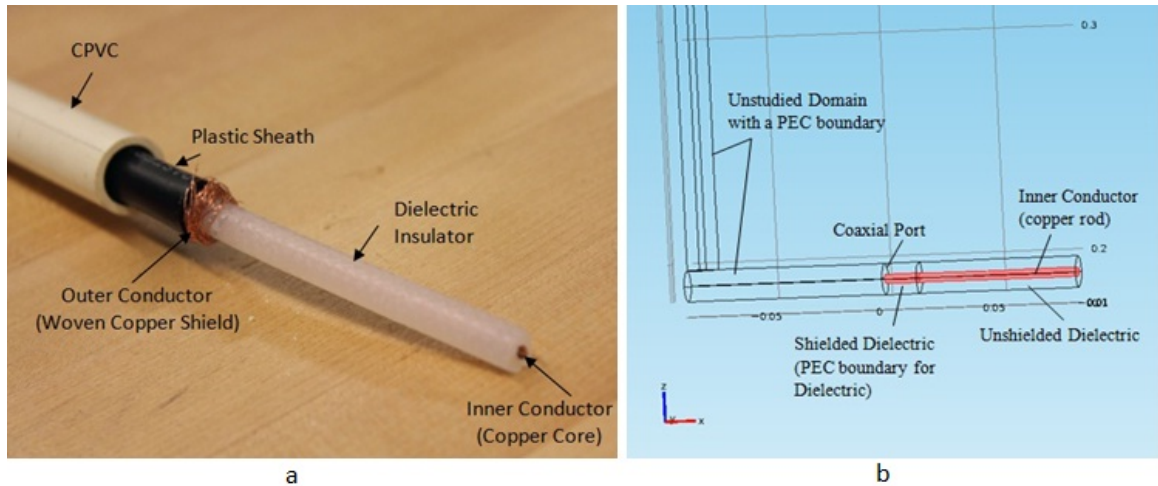 CPVC
Plastic Sheath
Dielectric
Insulator
Outer Conductor
(Woven Copper Shield)
Inner Conductor
(Copper Core)
a
0.3
Unstudied Domain
with a PEC boundary
Inner Conductor
(copper rod)
Coaxial Port
0.2
-0.05
0
0.05
Unshielded Dielectric
Shielded Dielectric
(PEC boundary for
Dielectric)
z
x
b